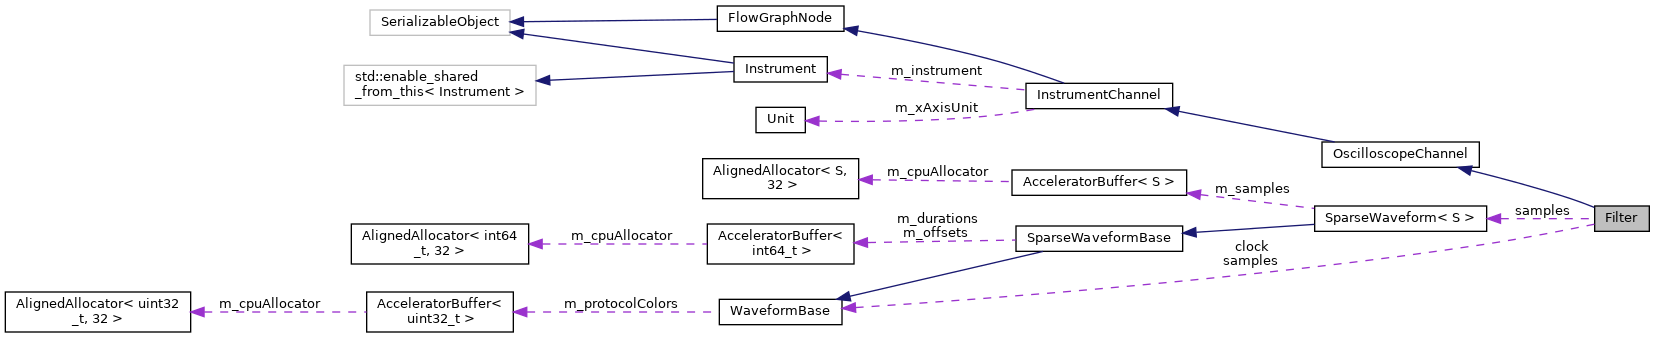 SerializableObject
FlowGraphNode
std::enable_shared
_from_this< Instrument >
Instrument
m_instrument
InstrumentChannel
Unit
m_xAxisUnit
OscilloscopeChannel
AlignedAllocator< S,
32 >
m_cpuAllocator
AcceleratorBuffer< S >
m_samples
SparseWaveform< S >
samples
Filter
AlignedAllocator< int64
_t, 32 >
m_cpuAllocator
AcceleratorBuffer<
int64_t >
m_durations
m_offsets
SparseWaveformBase
clock
samples
AlignedAllocator< uint32
_t, 32 >
m_cpuAllocator
AcceleratorBuffer<
uint32_t >
m_protocolColors
WaveformBase